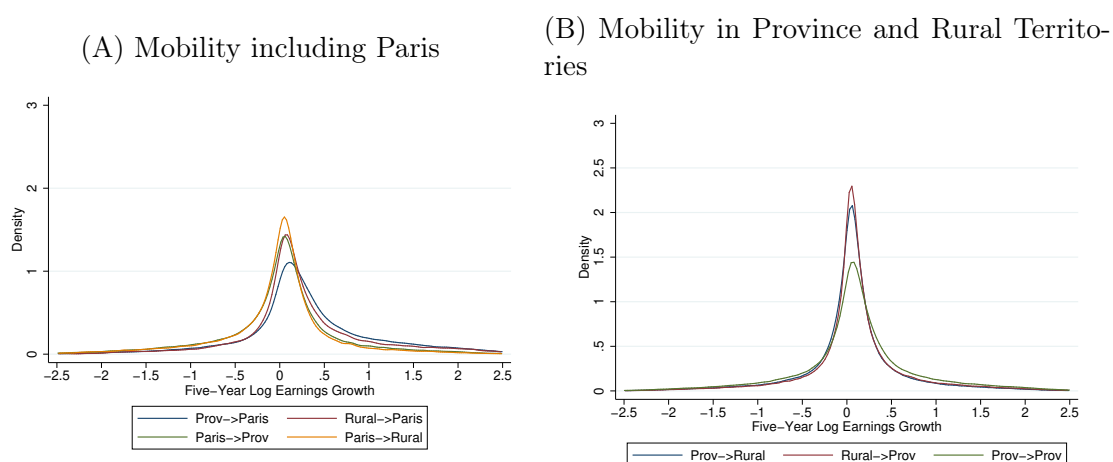 (A) Mobility including Paris
3
2
1
0
Density
-2.5 -2 -1.5 -1 -.5 0 .5 1 1.5 2 2.5
Five-Year Log Earnings Growth
Prov->Paris Rural->Paris
Paris->Prov Paris->Rural
(B) Mobility in Province and Rural Territo-
ries
3
2.5
2
1.5
1
.5
0
Density
-2.5 -2 -1.5 -1 -.5 0 .5 1 1.5 2 2.5
Five-Year Log Earnings Growth
Prov->Rural Rural->Prov Prov->Prov